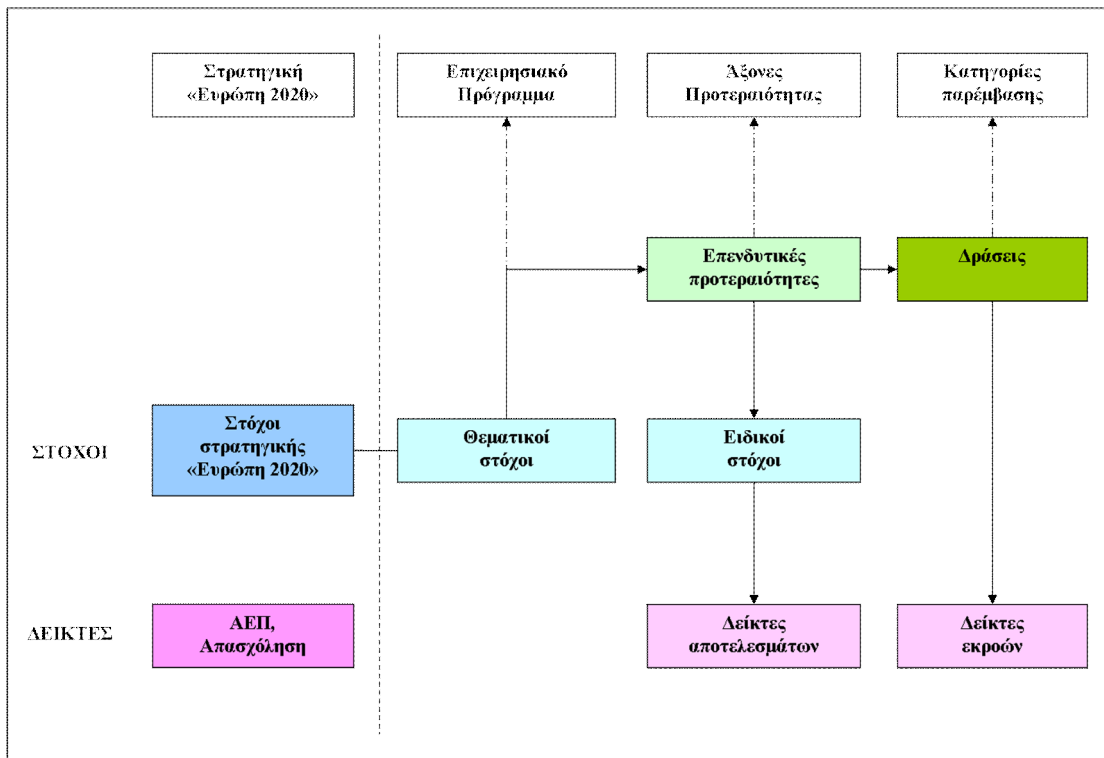 Στρατηγική
«Ευρώπη 2020»
Επιχειρησιακό
Πρόγραμμα
Άξονες
Προτεραιότητας
Κατηγορίες
παρέμβασης
Επενδυτικές
προτεραιότητες
Δράσεις
ΣΤΟΧΟΙ
Στόχοι
στρατηγικής
«Ευρώπη 2020»
Θεματικοί
στόχοι
Ειδικοί
στόχοι
ΔΕΙΚΤΕΣ
ΑΕΠ,
Απασχόληση
Δείκτες
αποτελεσμάτων
Δείκτες
εκροών